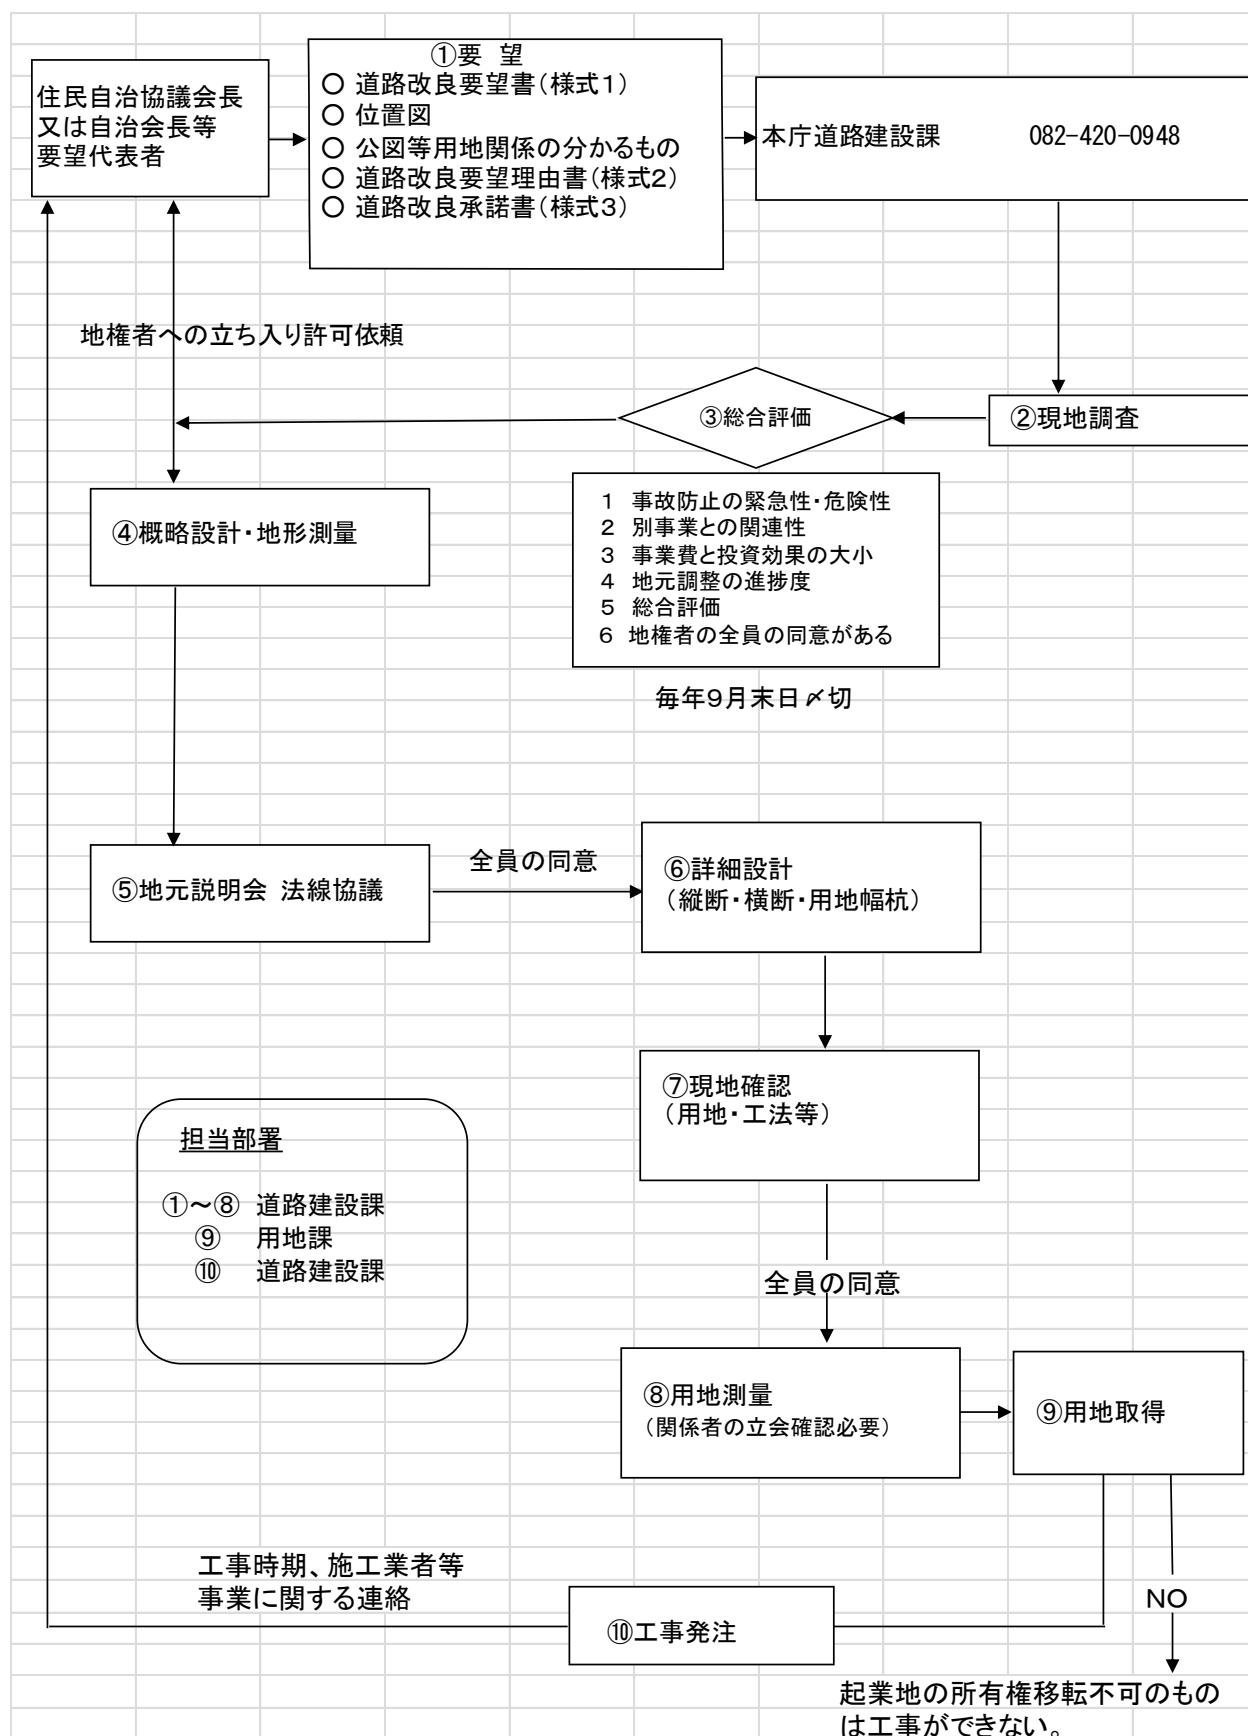 住民自治協議会長
又は自治会長等
要望代表者
①要 望
○ 道路改良要望書(様式1)
○ 位置図
○ 公図等用地関係の分かるもの
○ 道路改良要望理由書(様式2)
○ 道路改良承諾書(様式3)
本庁道路建設課 082-420-0948
地権者への立ち入り許可依頼
②現地調査
③総合評価
1 事故防止の緊急性・危険性
2 別事業との関連性
3 事業費と投資効果の大小
4 地元調整の進捗度
5 総合評価
6 地権者の全員の同意がある
毎年9月末日〆切
④概略設計・地形測量
⑤地元説明会 法線協議
全員の同意
⑥詳細設計
(縦断・横断・用地幅杭)
⑦現地確認
(用地・工法等)
担当部署
①～⑧ 道路建設課
⑨ 用地課
⑩ 道路建設課
全員の同意
⑧用地測量
(関係者の立会確認必要)
⑨用地取得
工事時期、施工業者等
事業に関する連絡
⑩工事発注
NO
起業地の所有権移転不可のもの
は工事ができない。